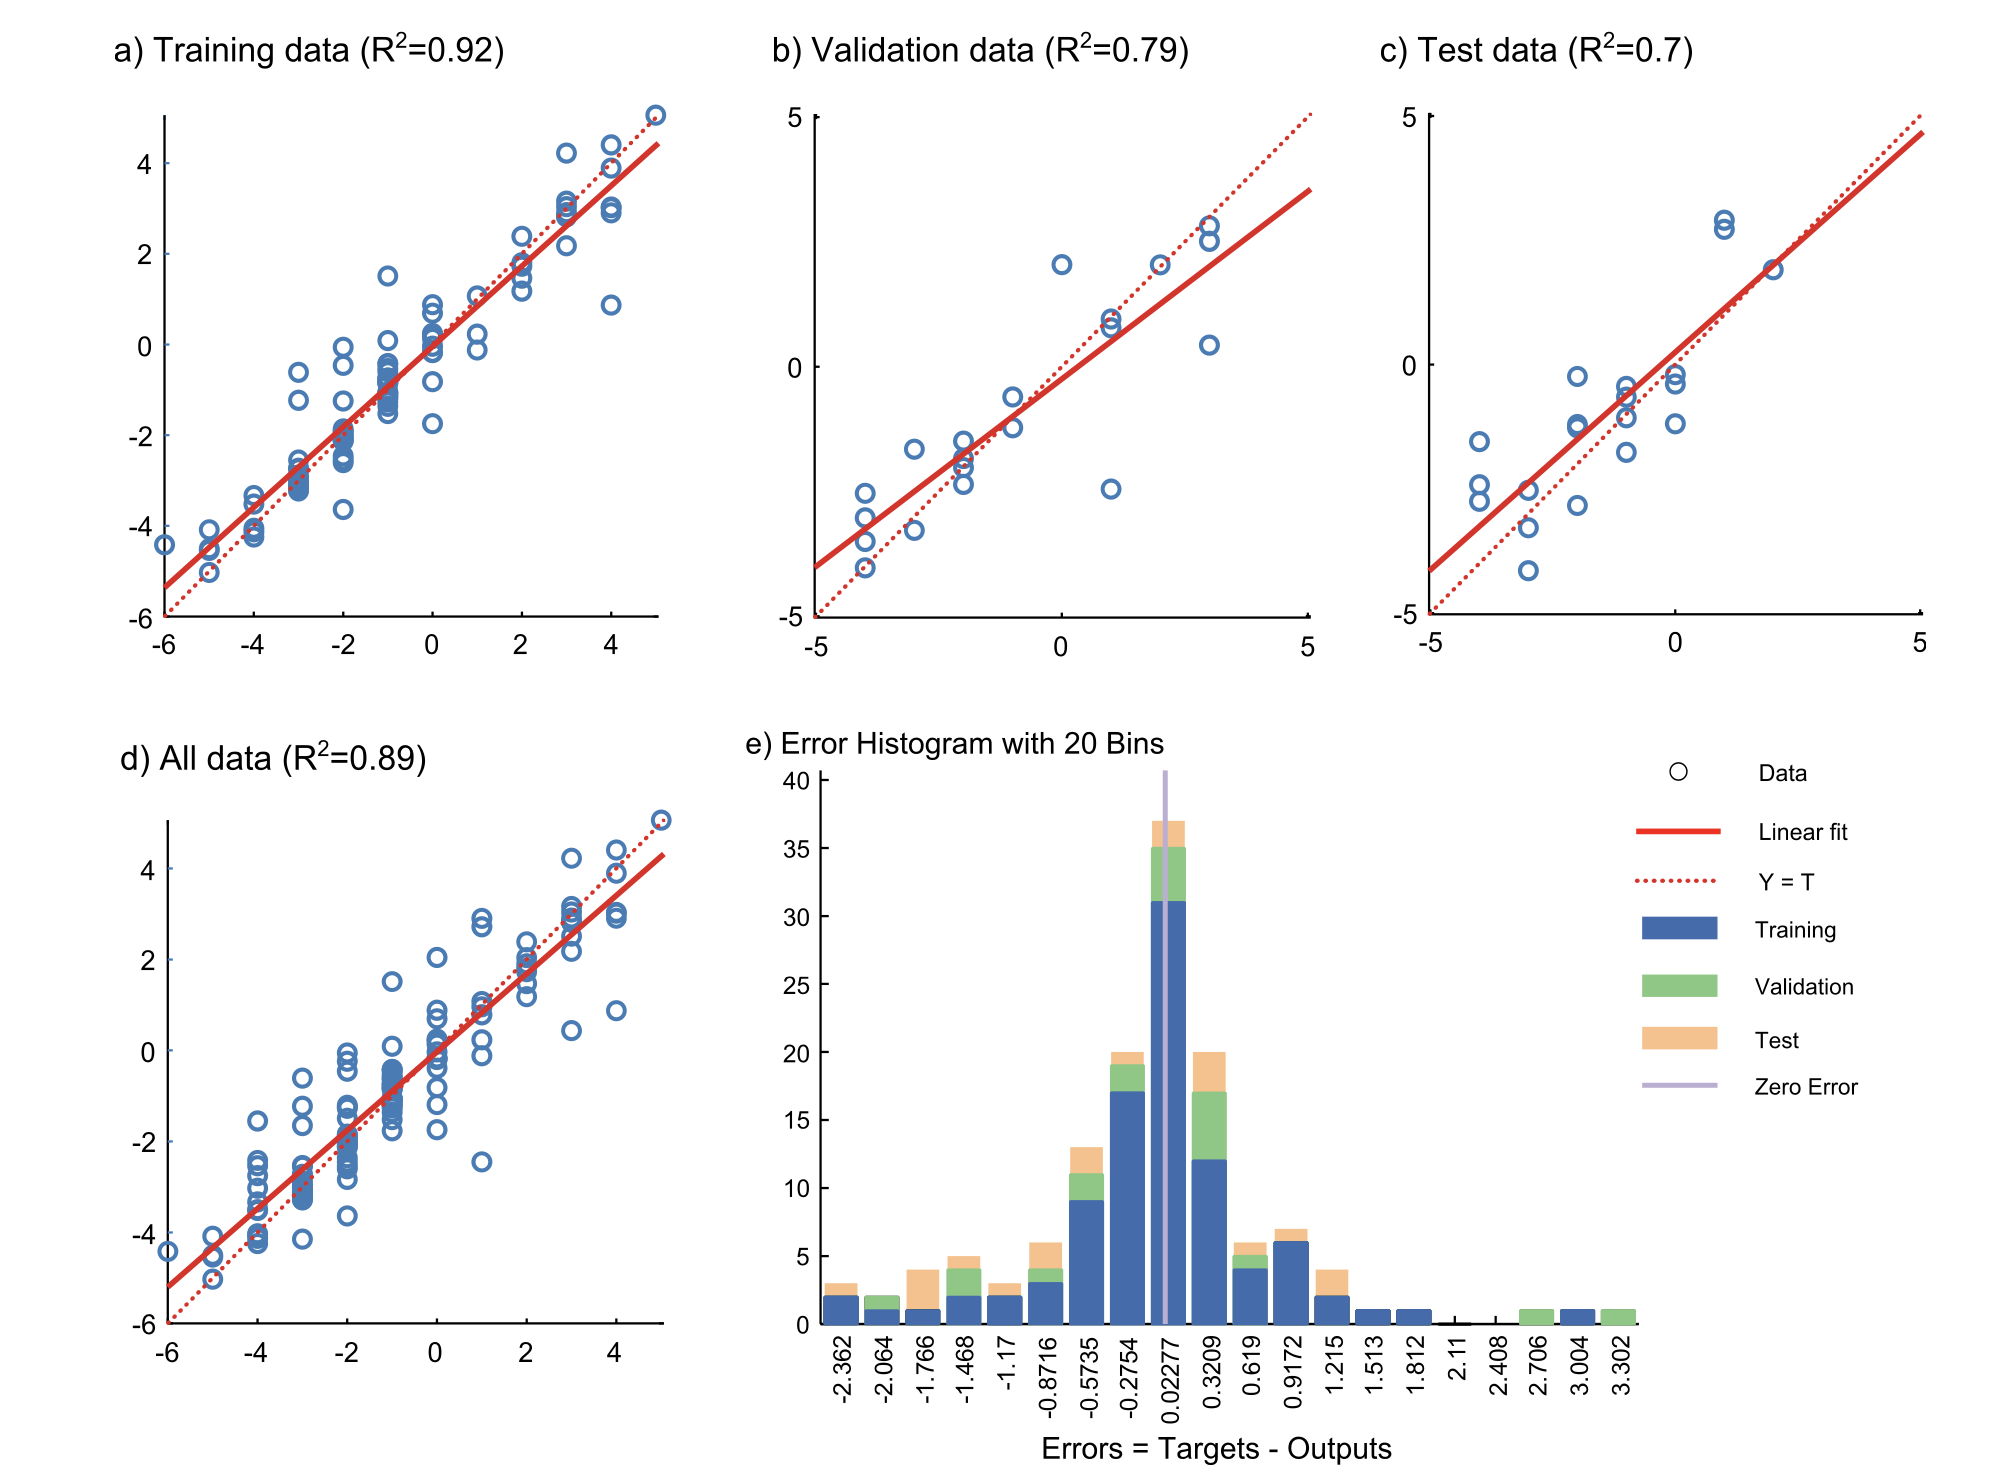 a) Training data (R²=0.92)
b) Validation data (R²=0.79)
c) Test data (R²=0.7)
4
2
0
-2
-4
-6
-6 -4 -2 0 2 4
5
0
-5
-5 0 5
5
0
-5
-5 0 5
d) All data (R²=0.89)
4
2
0
-2
-4
-6
-6 -4 -2 0 2 4
e) Error Histogram with 20 Bins
40
35
30
25
20
15
10
5
0
-2.362 -2.064 -1.766 -1.468 -1.17 -0.8716 -0.5735 -0.2754 0.02277 0.3209 0.619 0.9172 1.215 1.513 1.812 2.11 2.408 2.706 3.004 3.302
Errors = Targets - Outputs
Data
Linear fit
Y = T
Training
Validation
Test
Zero Error